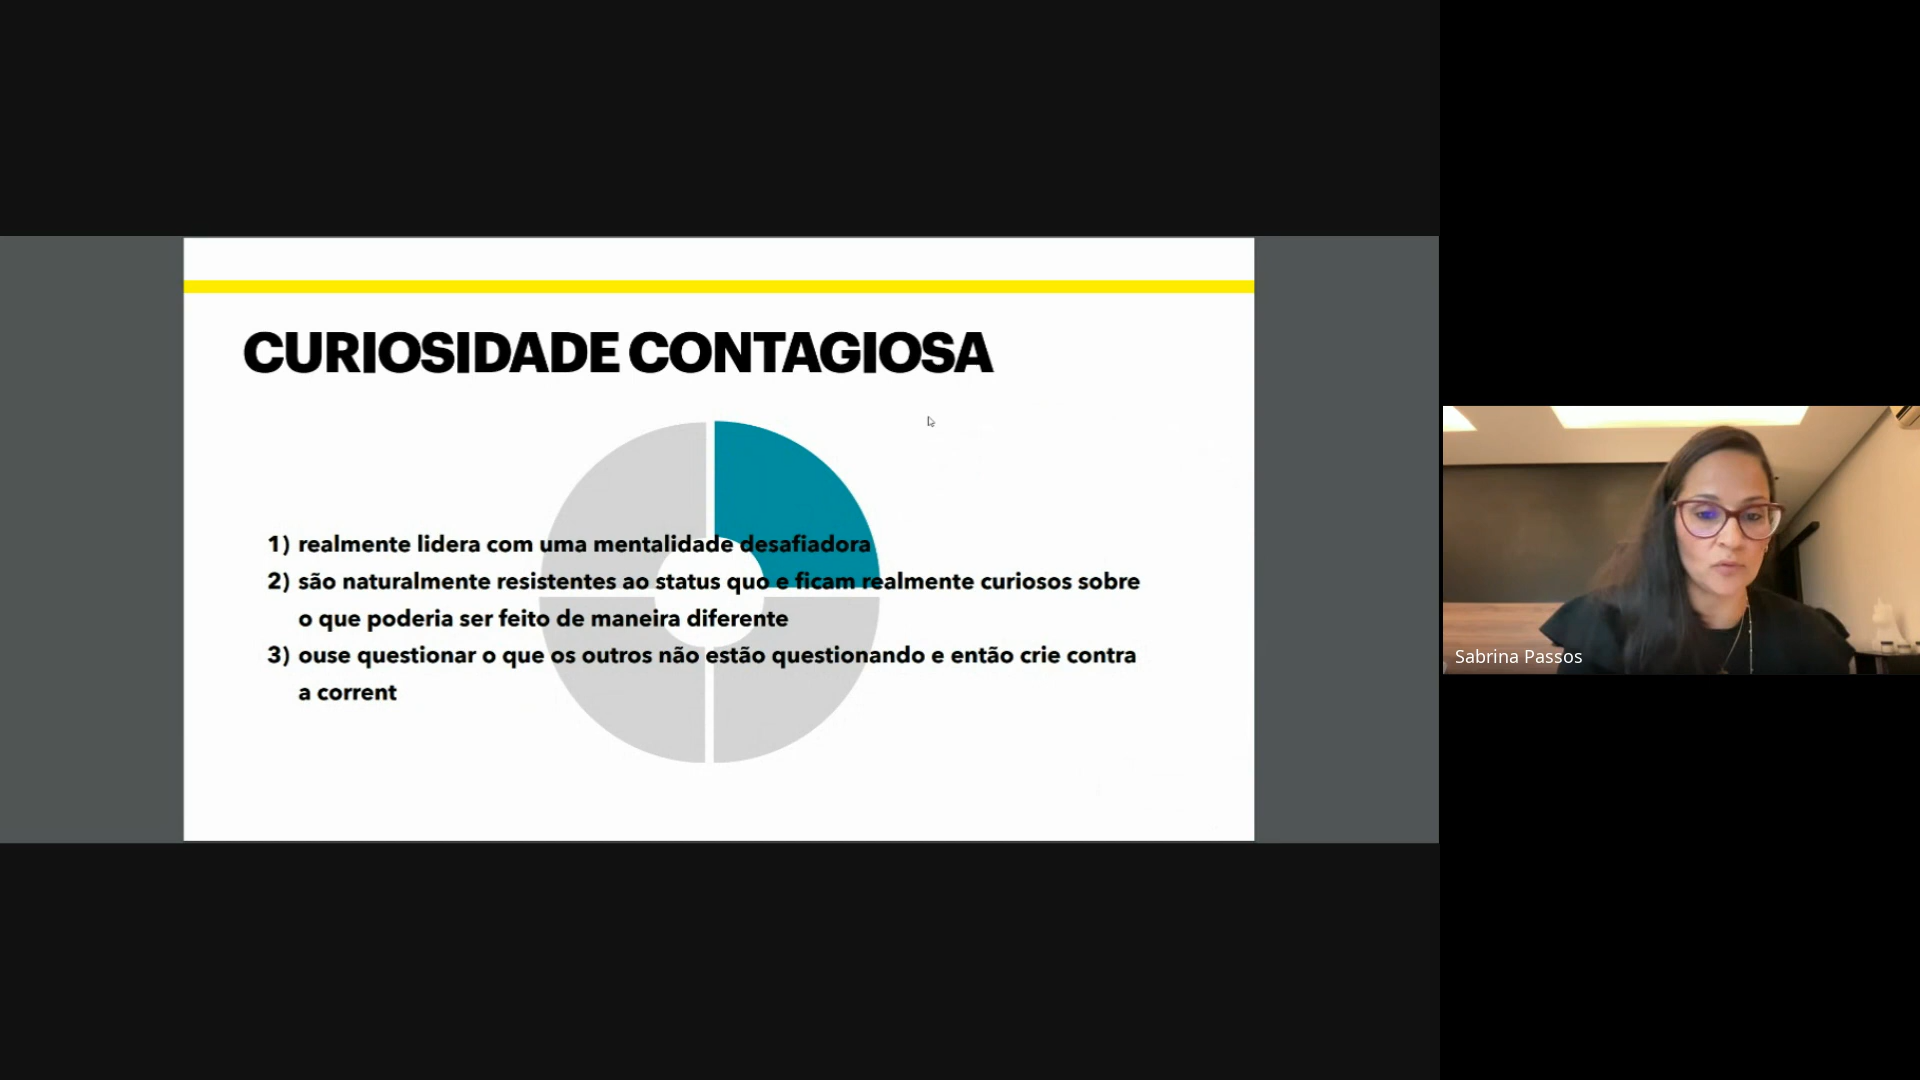 CURIOSIDADE CONTAGIOSA
1) realmente lidera com uma mentalidade desafiadora
2) são naturalmente resistentes ao status quo e ficam realmente curiosos sobre
o que poderia ser feito de maneira diferente
3) ouse questionar o que os outros não estão questionando e então crie contra
a corrent
Sabrina Passos